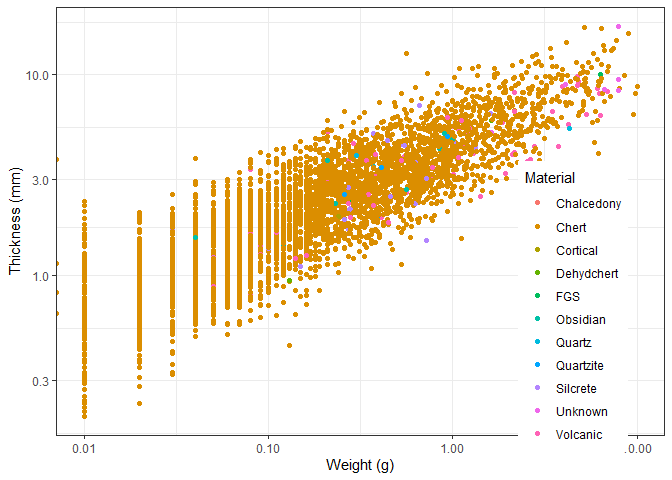 Thickness (mm)
10.0
3.0
1.0
0.3
Material
Chalcedony
Chert
Cortical
Dehydchert
FGS
Obsidian
Quartz
Quartzite
Silcrete
Unknown
Volcanic
0.01 0.10 1.00 0.00
Weight (g)